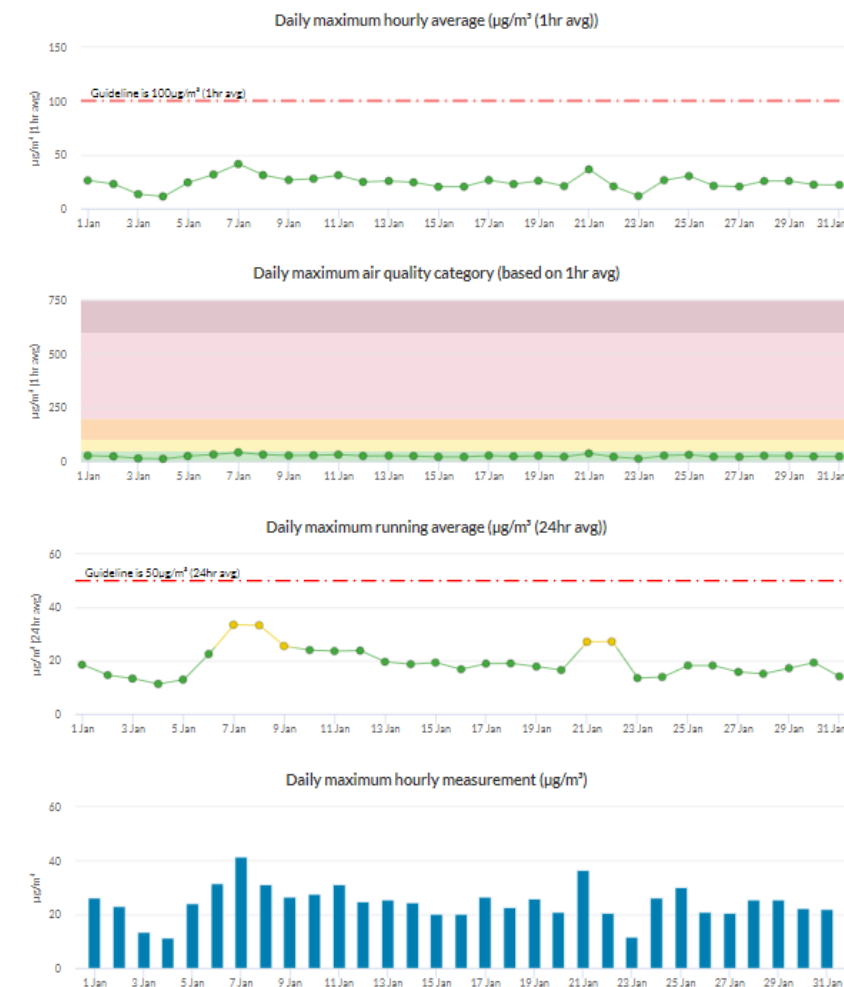 Daily maximum hourly average (µg/m³ (1hr avg))
150
100
50
0
µg/m³ (1hr avg)
Guideline is 100µg/m³ (1hr avg)
1 Jan 3 Jan 5 Jan 7 Jan 9 Jan 11 Jan 13 Jan 15 Jan 17 Jan 19 Jan 21 Jan 23 Jan 25 Jan 27 Jan 29 Jan 31 Jan
Daily maximum air quality category (based on 1hr avg)
750
500
250
0
µg/m³ (1hr avg)
1 Jan 3 Jan 5 Jan 7 Jan 9 Jan 11 Jan 13 Jan 15 Jan 17 Jan 19 Jan 21 Jan 23 Jan 25 Jan 27 Jan 29 Jan 31 Jan
Daily maximum running average (µg/m³ (24hr avg))
60
40
20
0
µg/m³ (24hr avg)
Guideline is 50µg/m³ (24hr avg)
1 Jan 3 Jan 5 Jan 7 Jan 9 Jan 11 Jan 13 Jan 15 Jan 17 Jan 19 Jan 21 Jan 23 Jan 25 Jan 27 Jan 29 Jan 31 Jan
Daily maximum hourly measurement (µg/m³)
60
40
20
0
µg/m³
1 Jan 3 Jan 5 Jan 7 Jan 9 Jan 11 Jan 13 Jan 15 Jan 17 Jan 19 Jan 21 Jan 23 Jan 25 Jan 27 Jan 29 Jan 31 Jan